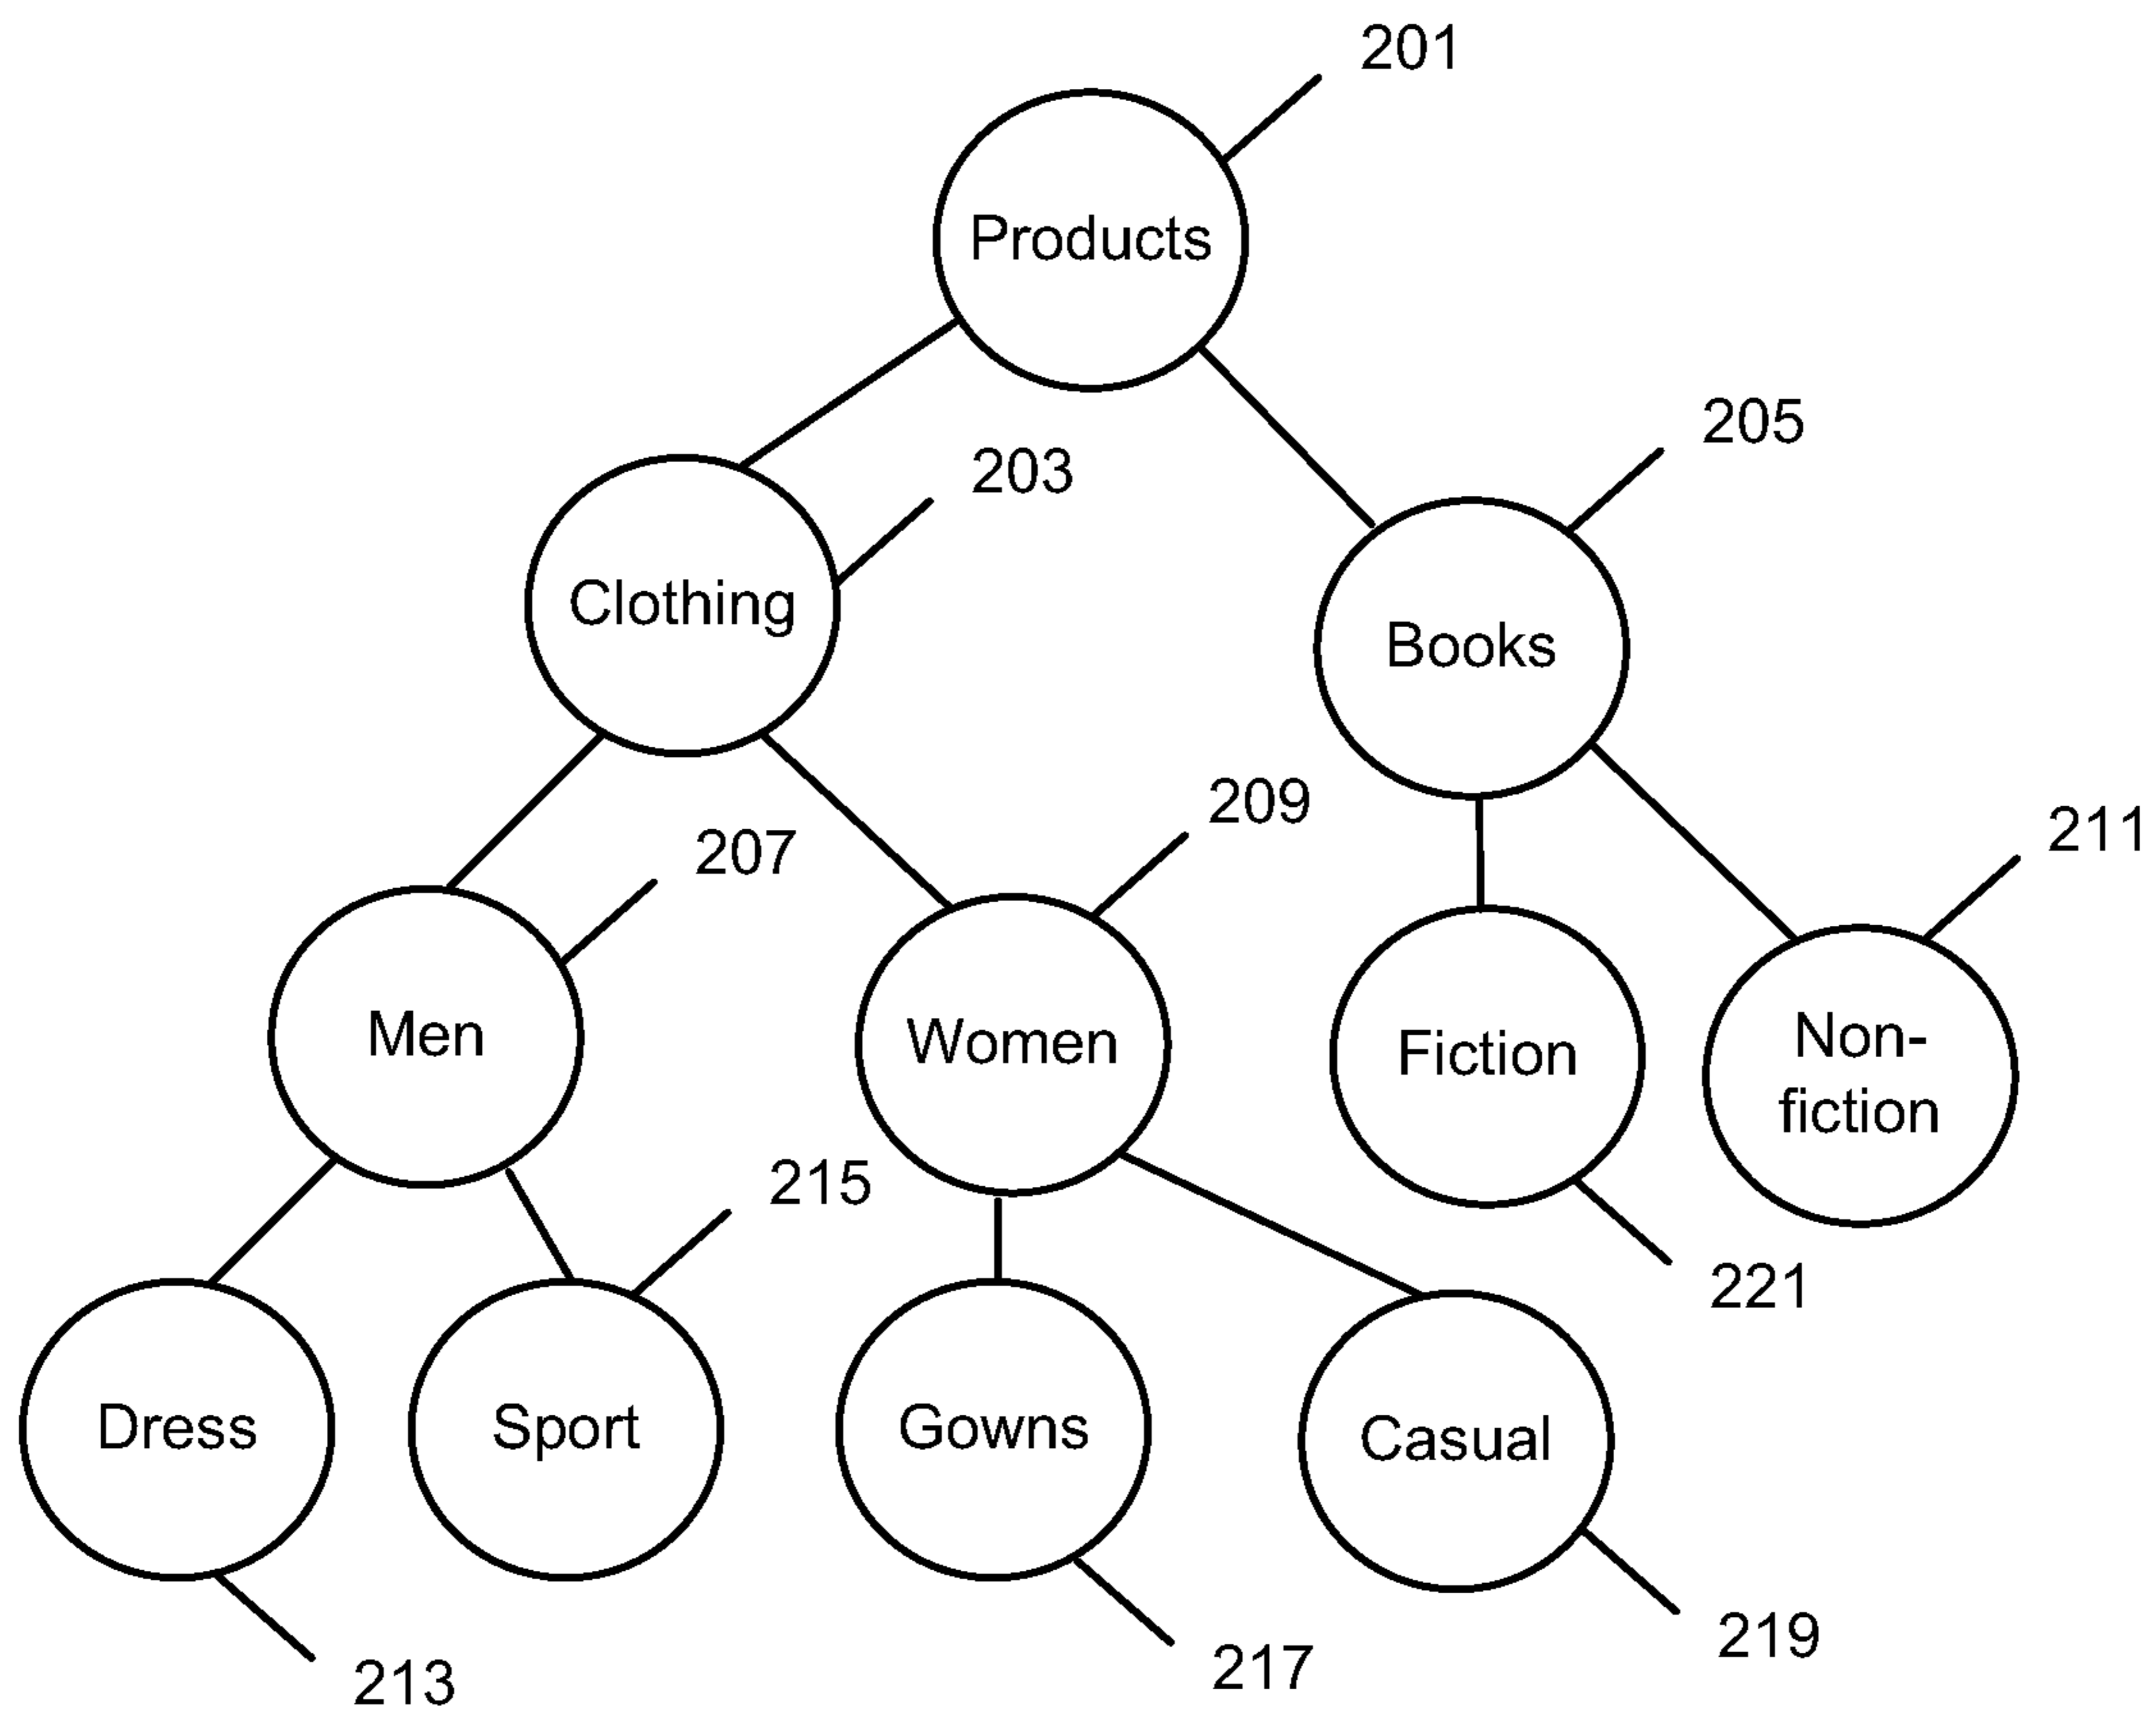 201
Products
205
203
Clothing
Books
209
211
207
Men
Women
Fiction
Non-
fiction
215
221
Dress
Sport
Gowns
Casual
219
217
213